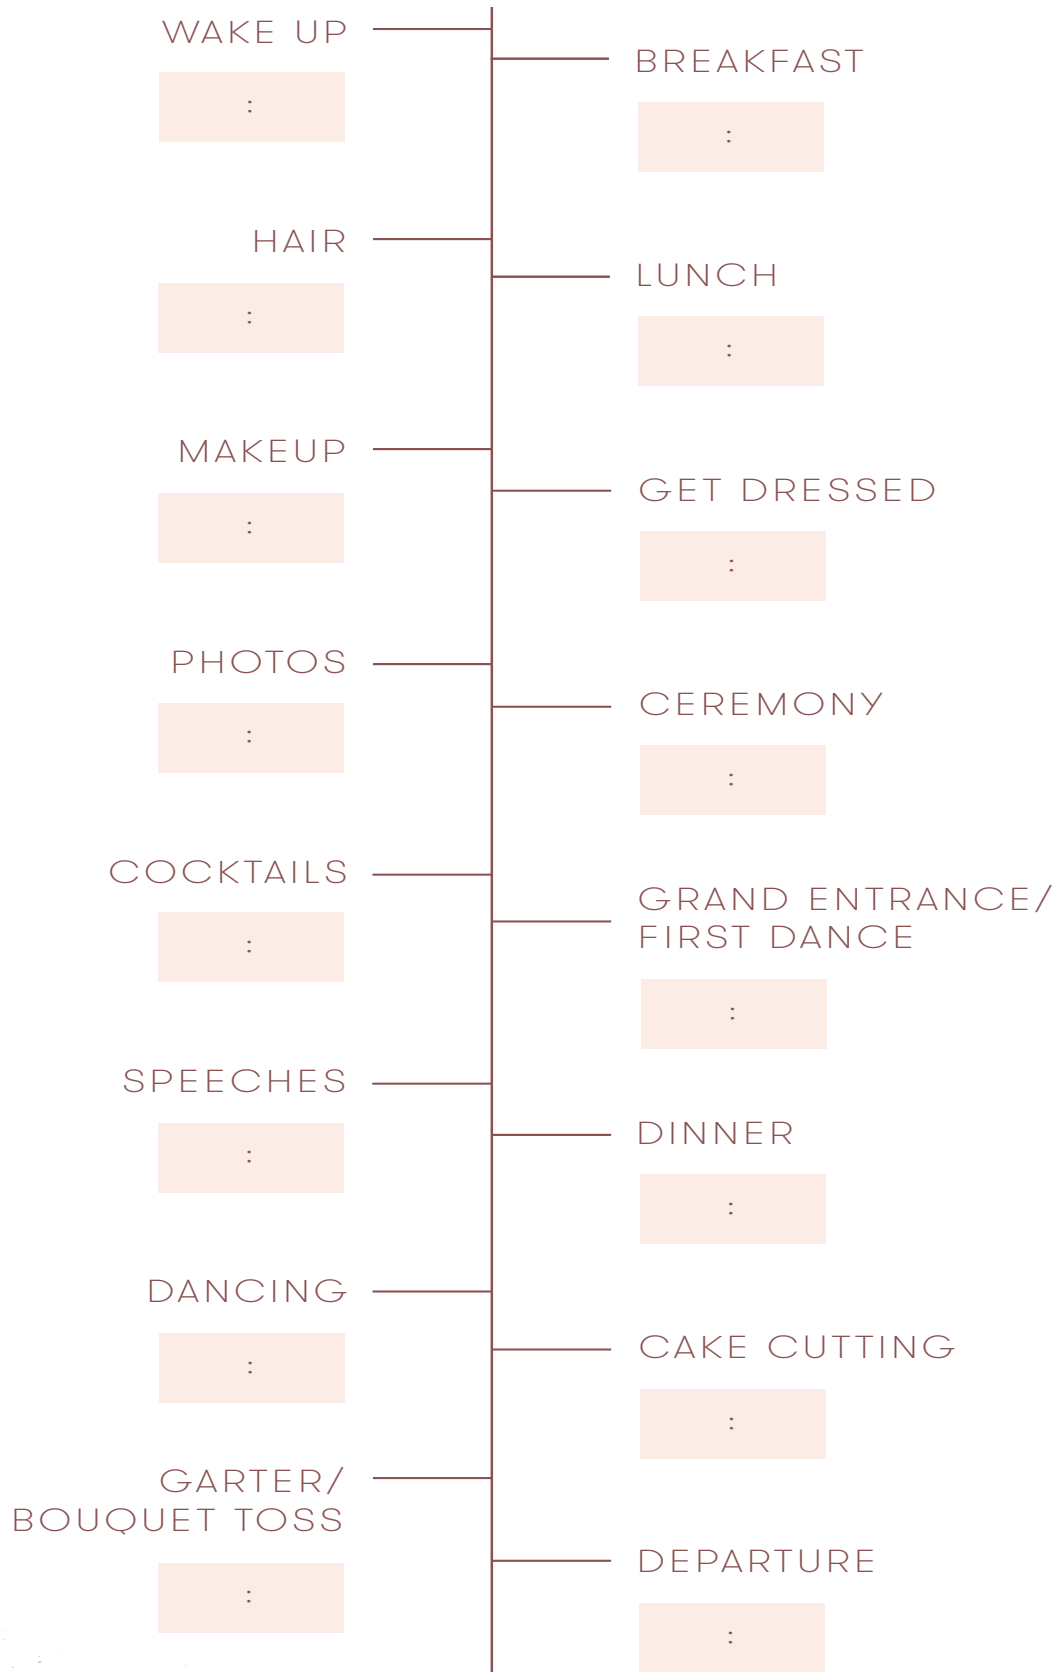 WAKE UP
:
BREAKFAST
:
HAIR
:
LUNCH
:
MAKEUP
:
GET DRESSED
:
PHOTOS
:
CEREMONY
:
COCKTAILS
:
GRAND ENTRANCE/
FIRST DANCE
:
SPEECHES
:
DINNER
:
DANCING
:
CAKE CUTTING
:
GARTER/
BOUQUET TOSS
:
DEPARTURE
: